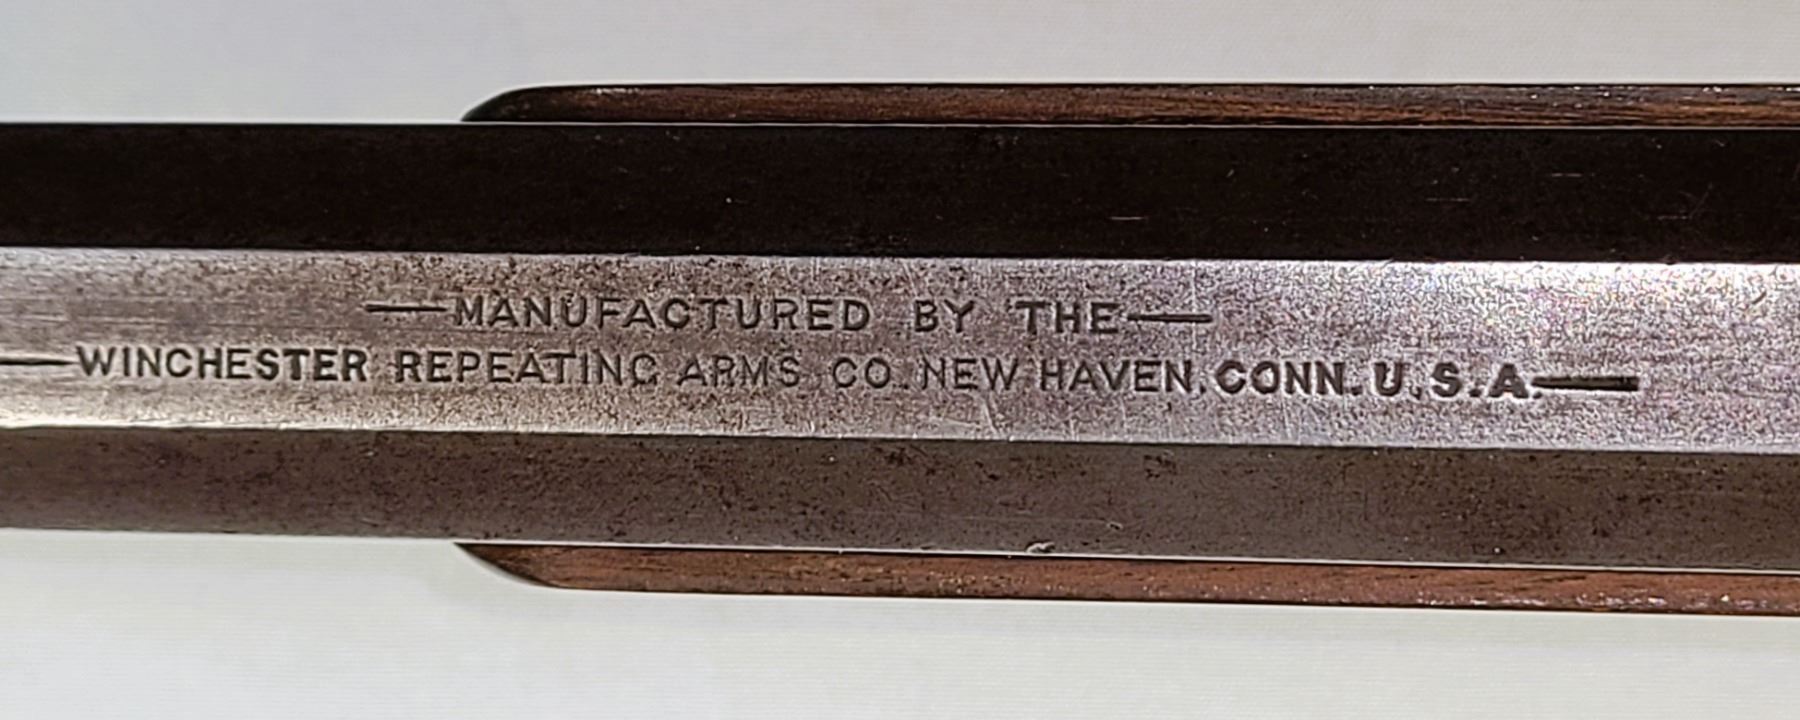 —MANUFACTURED BY THE—
—WINCHESTER REPEATING ARMS CO. NEW HAVEN, CONN. U.S.A.—